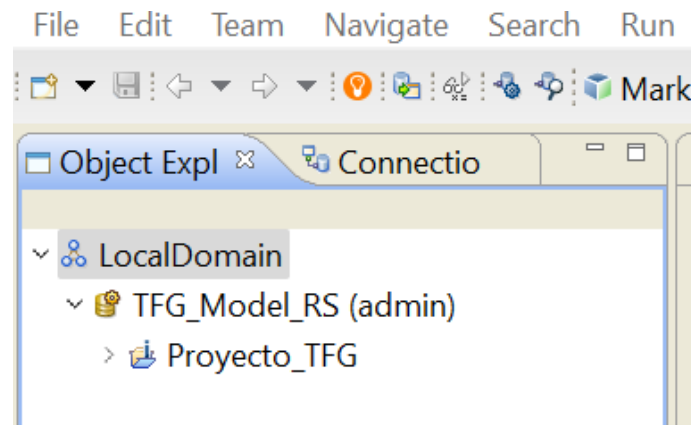 File Edit Team Navigate Search Run
Mark
Object Expl Connectio
LocalDomain
TFG_Model_RS (admin)
Proyecto_TFG